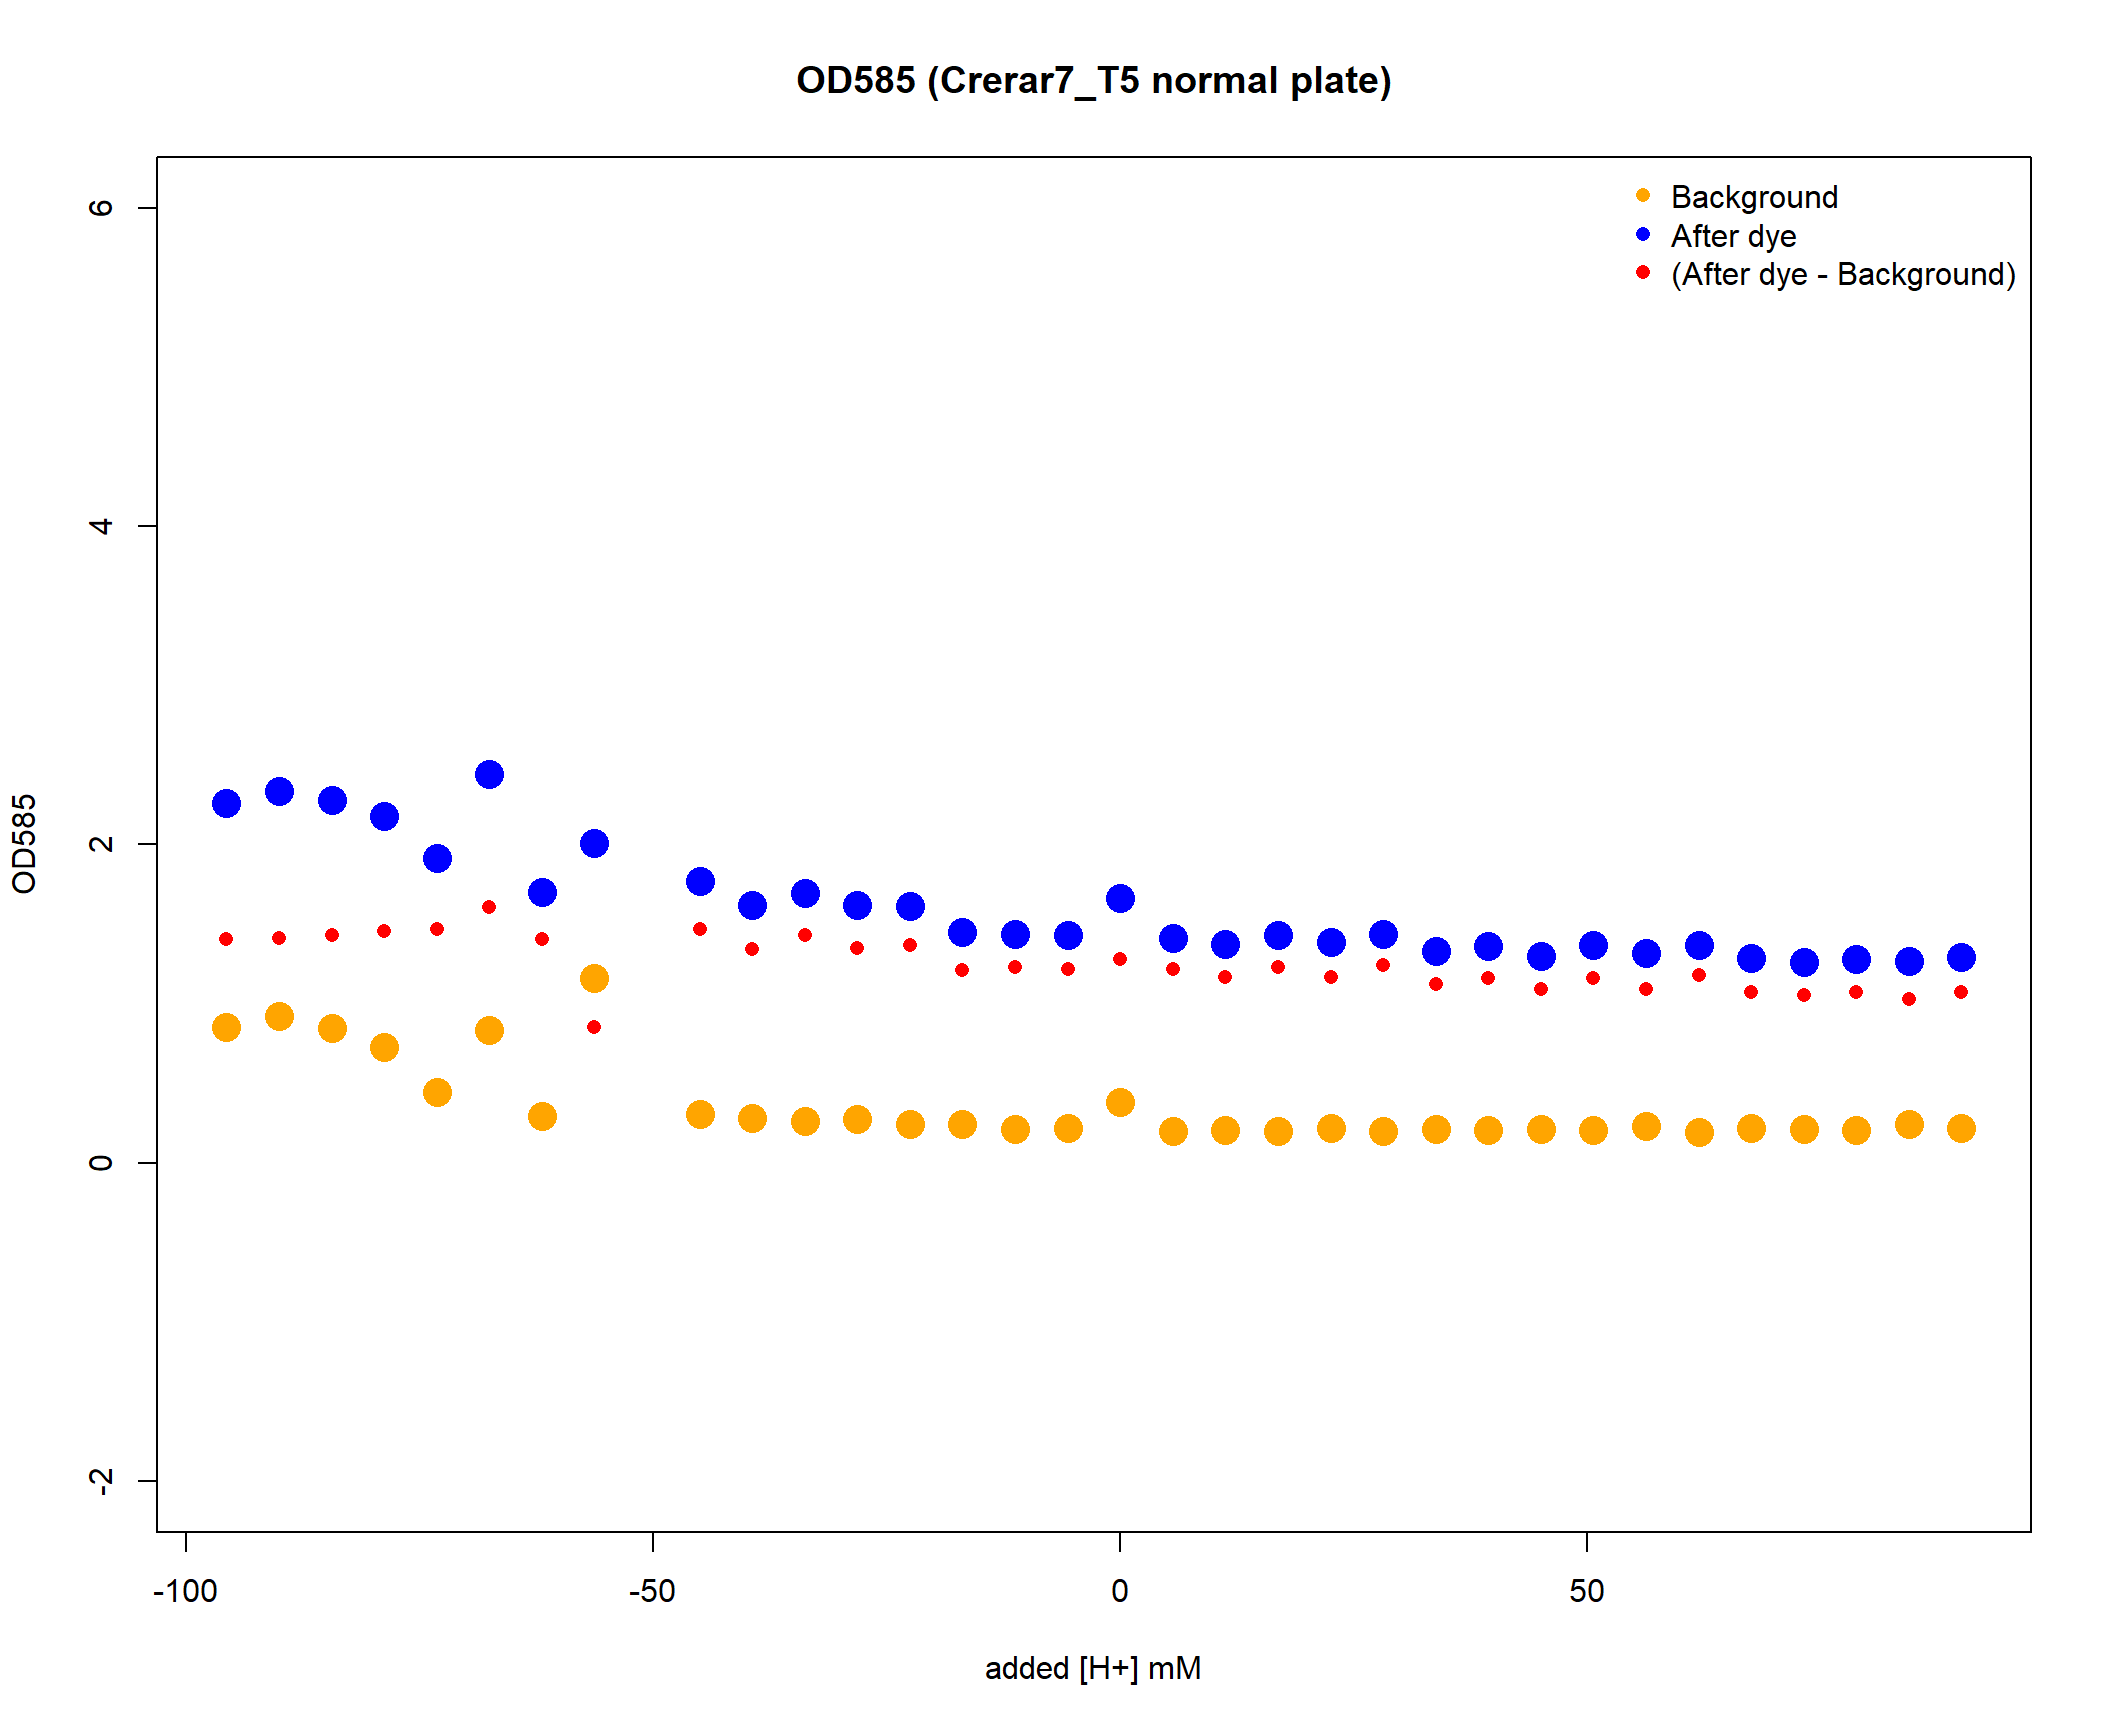 OD585 (Crerar7_T5 normal plate)
Background
After dye
(After dye - Background)
6
4
2
0
-2
OD585
-100
-50
0
50
added [H+] mM